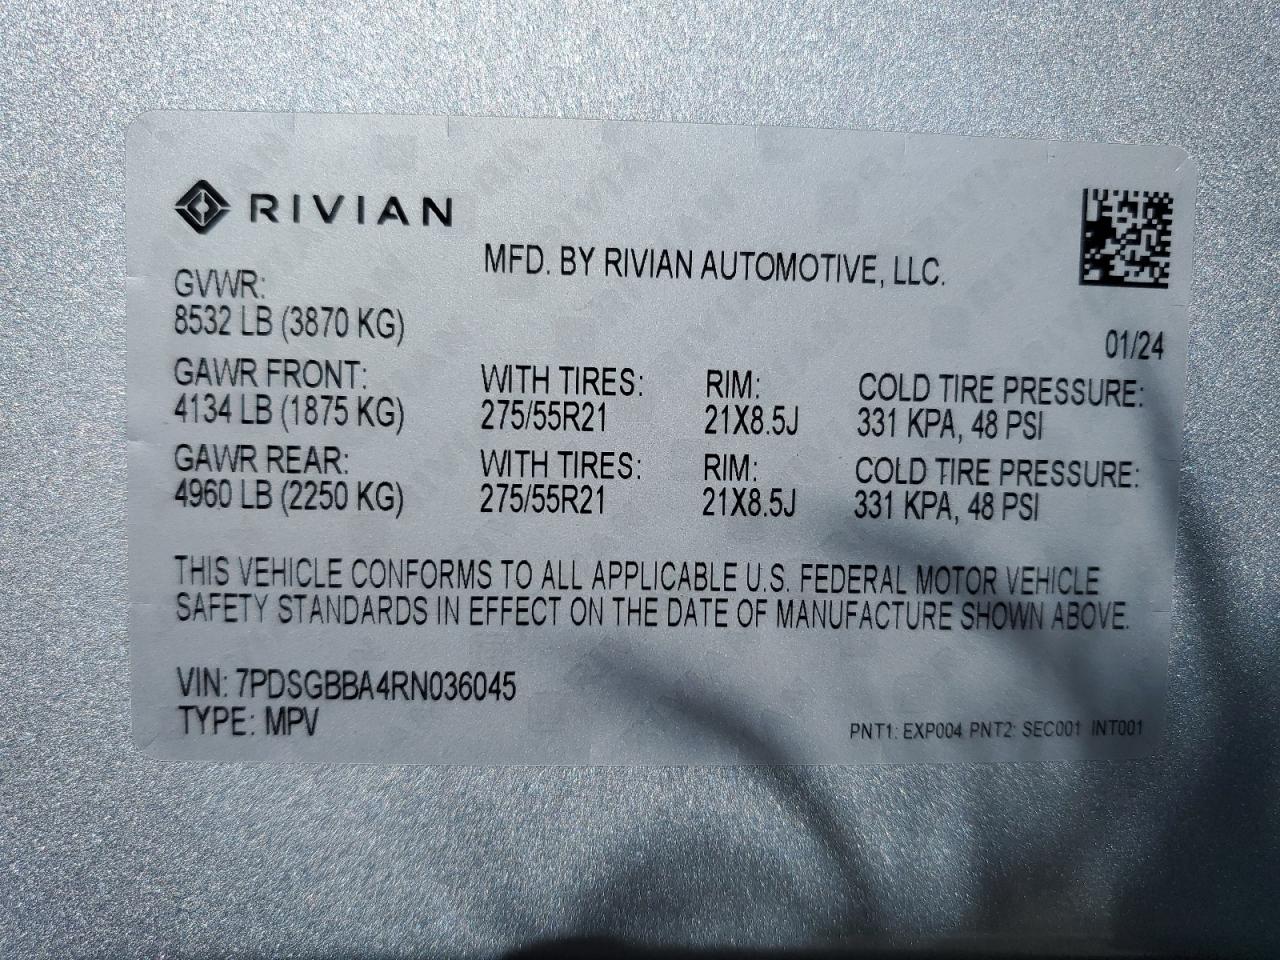 RIVIAN
MFD. BY RIVIAN AUTOMOTIVE, LLC.
GVWR:
8532 LB (3870 KG)
01/24
GAWR FRONT: WITH TIRES: RIM: COLD TIRE PRESSURE:
4134 LB (1875 KG) 275/55R21 21X8.5J 331 KPA, 48 PSI
GAWR REAR: WITH TIRES: RIM: COLD TIRE PRESSURE:
4960 LB (2250 KG) 275/55R21 21X8.5J 331 KPA, 48 PSI
THIS VEHICLE CONFORMS TO ALL APPLICABLE U.S. FEDERAL MOTOR VEHICLE
SAFETY STANDARDS IN EFFECT ON THE DATE OF MANUFACTURE SHOWN ABOVE.
VIN: 7PDSGBBA4RN036045
TYPE: MPV
PNT1: EXP004 PNT2: SEC001 INT001